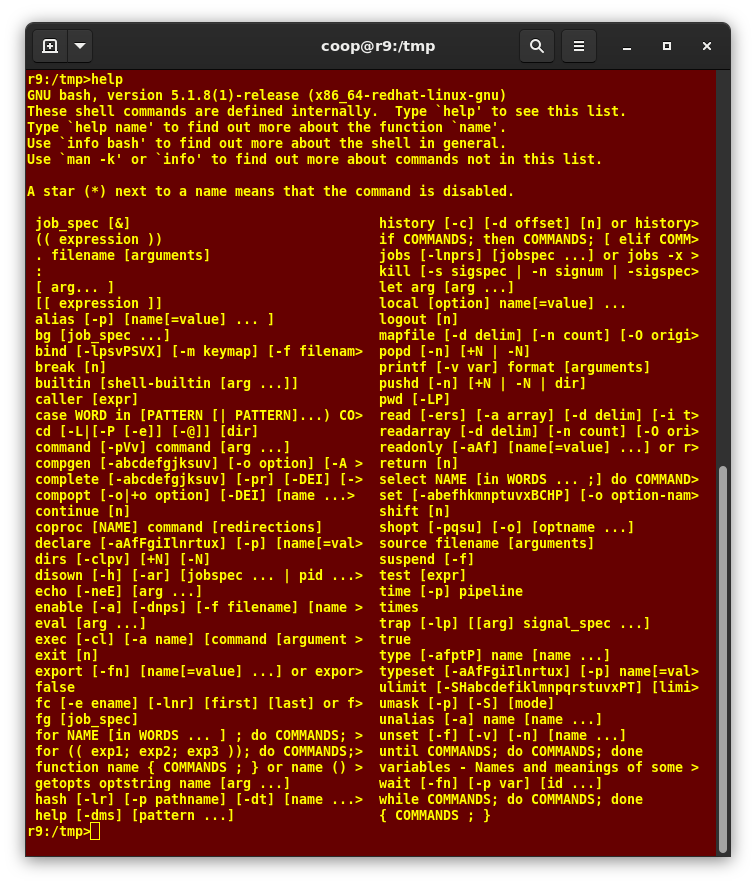 coop@r9:/tmp
r9:/tmp>help
GNU bash, version 5.1.8(1)-release (x86_64-redhat-linux-gnu)
These shell commands are defined internally.  Type `help' to see this list.
Type `help name' to find out more about the function `name'.
Use `info bash' to find out more about the shell in general.
Use `man -k' or `info' to find out more about commands not in this list.

A star (*) next to a name means that the command is disabled.

 job_spec [&]                               history [-c] [-d offset] [n] or history>
 (( expression ))                           if COMMANDS; then COMMANDS; [ elif COMM>
 . filename [arguments]                     jobs [-lnprs] [jobspec ...] or jobs -x >
 :                                          kill [-s sigspec | -n signum | -sigspec>
 [ arg... ]                                 let arg [arg ...]
 [[ expression ]]                           local [option] name[=value] ...
 alias [-p] [name[=value] ... ]             logout [n]
 bg [job_spec ...]                          mapfile [-d delim] [-n count] [-O origi>
 bind [-lpsvPSVX] [-m keymap] [-f filenam>  popd [-n] [+N | -N]
 break [n]                                  printf [-v var] format [arguments]
 builtin [shell-builtin [arg ...]]          pushd [-n] [+N | -N | dir]
 caller [expr]                              pwd [-LP]
 case WORD in [PATTERN [| PATTERN]...) CO>  read [-ers] [-a array] [-d delim] [-i t>
 cd [-L|[-P [-e]] [-@]] [dir]               readarray [-d delim] [-n count] [-O ori>
 command [-pVv] command [arg ...]           readonly [-aAf] [name[=value] ...] or r>
 compgen [-abcdefgjksuv] [-o option] [-A >  return [n]
 complete [-abcdefgjksuv] [-pr] [-DEI] [->  select NAME [in WORDS ... ;] do COMMAND>
 compopt [-o|+o option] [-DEI] [name ...>   set [-abefhkmnptuvxBCHP] [-o option-nam>
 continue [n]                               shift [n]
 coproc [NAME] command [redirections]       shopt [-pqsu] [-o] [optname ...]
 declare [-aAfFgiIlnrtux] [-p] [name[=val>  source filename [arguments]
 dirs [-clpv] [+N] [-N]                     suspend [-f]
 disown [-h] [-ar] [jobspec ... | pid ...>  test [expr]
 echo [-neE] [arg ...]                      time [-p] pipeline
 enable [-a] [-dnps] [-f filename] [name >  times
 eval [arg ...]                             trap [-lp] [[arg] signal_spec ...]
 exec [-cl] [-a name] [command [argument >  true
 exit [n]                                   type [-afptP] name [name ...]
 export [-fn] [name[=value] ...] or expor>  typeset [-aAfFgiIlnrtux] [-p] name[=val>
 false                                      ulimit [-SHabcdefiklmnpqrstuvxPT] [limi>
 fc [-e ename] [-lnr] [first] [last] or f>  umask [-p] [-S] [mode]
 fg [job_spec]                              unalias [-a] name [name ...]
 for NAME [in WORDS ... ] ; do COMMANDS; >  unset [-f] [-v] [-n] [name ...]
 for (( exp1; exp2; exp3 )); do COMMANDS;>  until COMMANDS; do COMMANDS; done
 function name { COMMANDS ; } or name () >  variables - Names and meanings of some >
 getopts optstring name [arg ...]           wait [-fn] [-p var] [id ...]
 hash [-lr] [-p pathname] [-dt] [name ...>  while COMMANDS; do COMMANDS; done
 help [-dms] [pattern ...]                  { COMMANDS ; }
r9:/tmp>